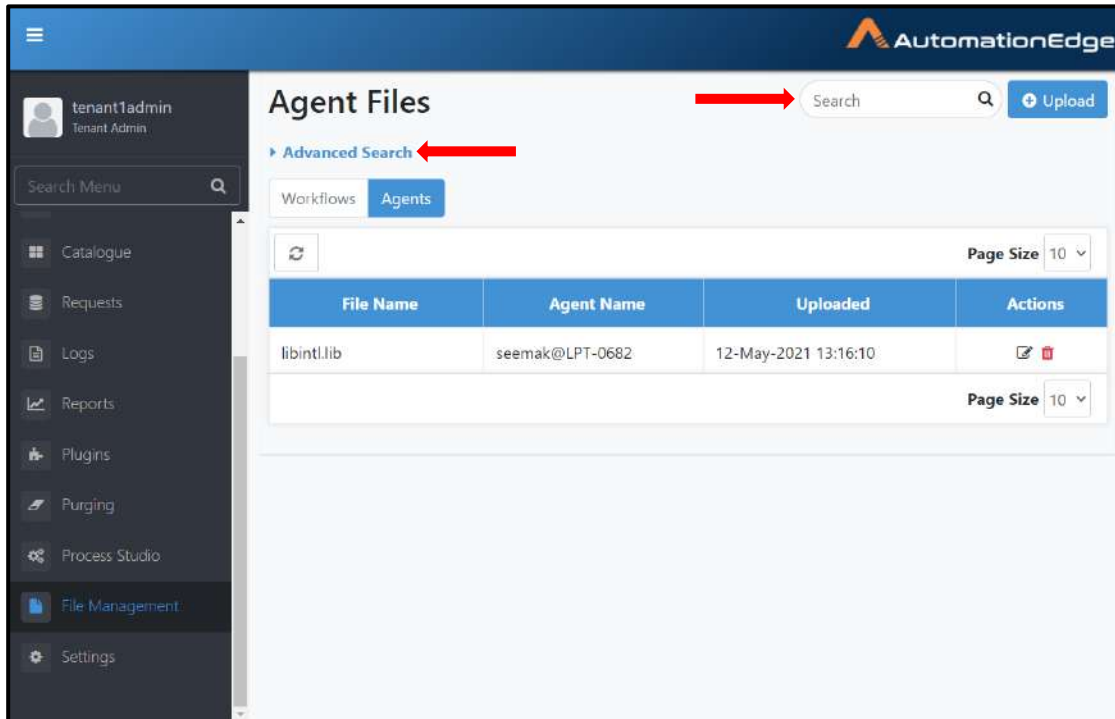 AutomationEdge
tenant1admin
Tenant Admin
Search Menu
Catalogue
Requests
Logs
Reports
Plugins
Purging
Process Studio
File Management
Settings
Agent Files
Search
Upload
Advanced Search
Workflows Agents
Page Size 10
File Name Agent Name Uploaded Actions
libintl.lib seemak@LPT-0682 12-May-2021 13:16:10
Page Size 10